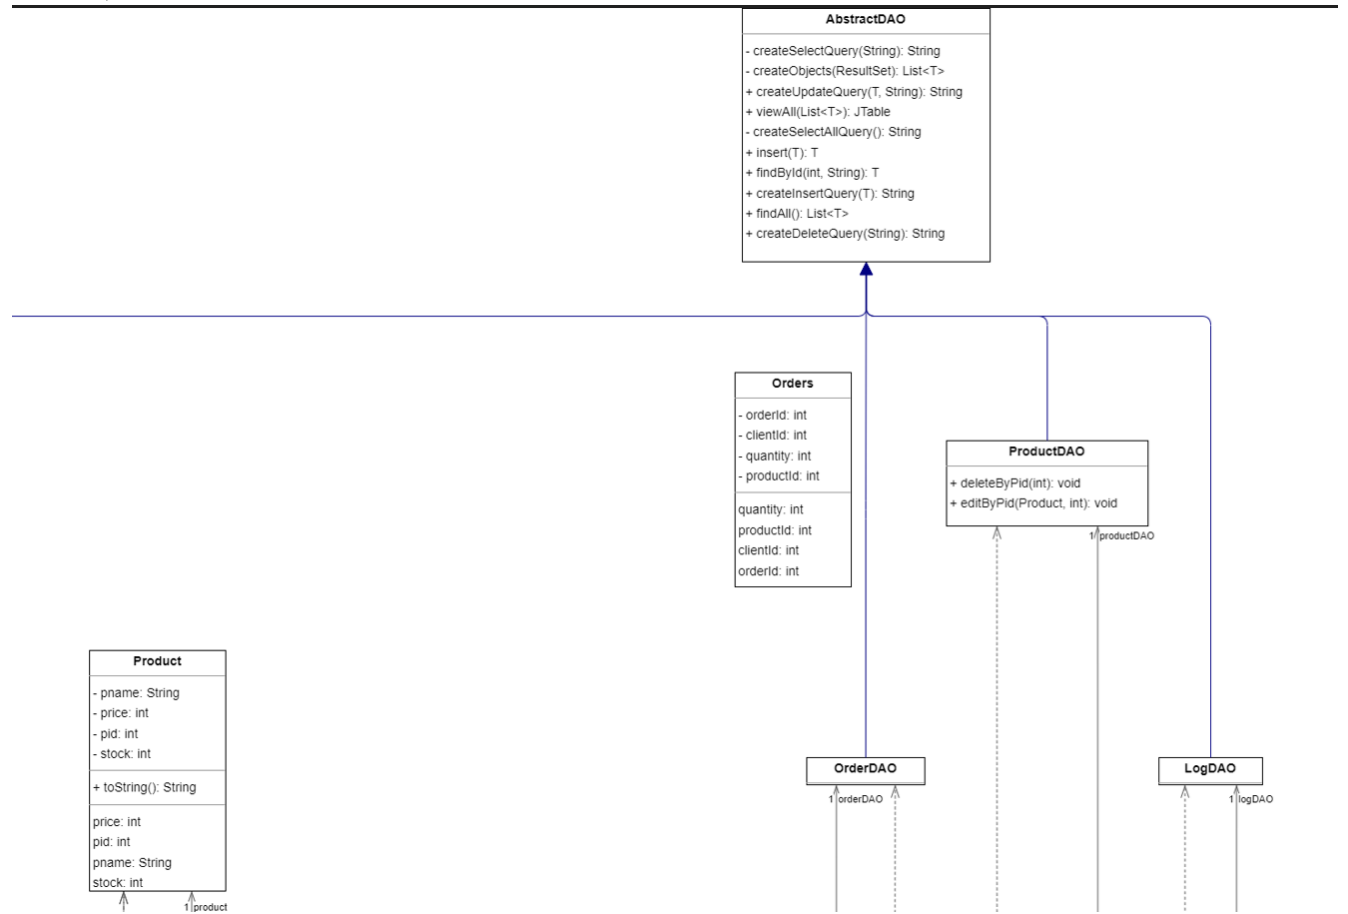 AbstractDAO
- createSelectQuery(String): String
- createObjects(ResultSet): List<T>
+ createUpdateQuery(T, String): String
+ viewAll(List<T>): JTable
- createSelectAllQuery(): String
+ insert(T): T
+ findById(int, String): T
+ createInsertQuery(T): String
+ findAll(): List<T>
+ createDeleteQuery(String): String
Orders
- orderId: int
- clientId: int
- quantity: int
- productId: int
quantity: int
productId: int
clientId: int
orderId: int
ProductDAO
+ deleteByPid(int): void
+ editByPid(Product, int): void
1 productDAO
Product
- pname: String
- price: int
- pid: int
- stock: int
+ toString(): String
price: int
pid: int
pname: String
stock: int
1 product
OrderDAO
1 orderDAO
LogDAO
1 logDAO